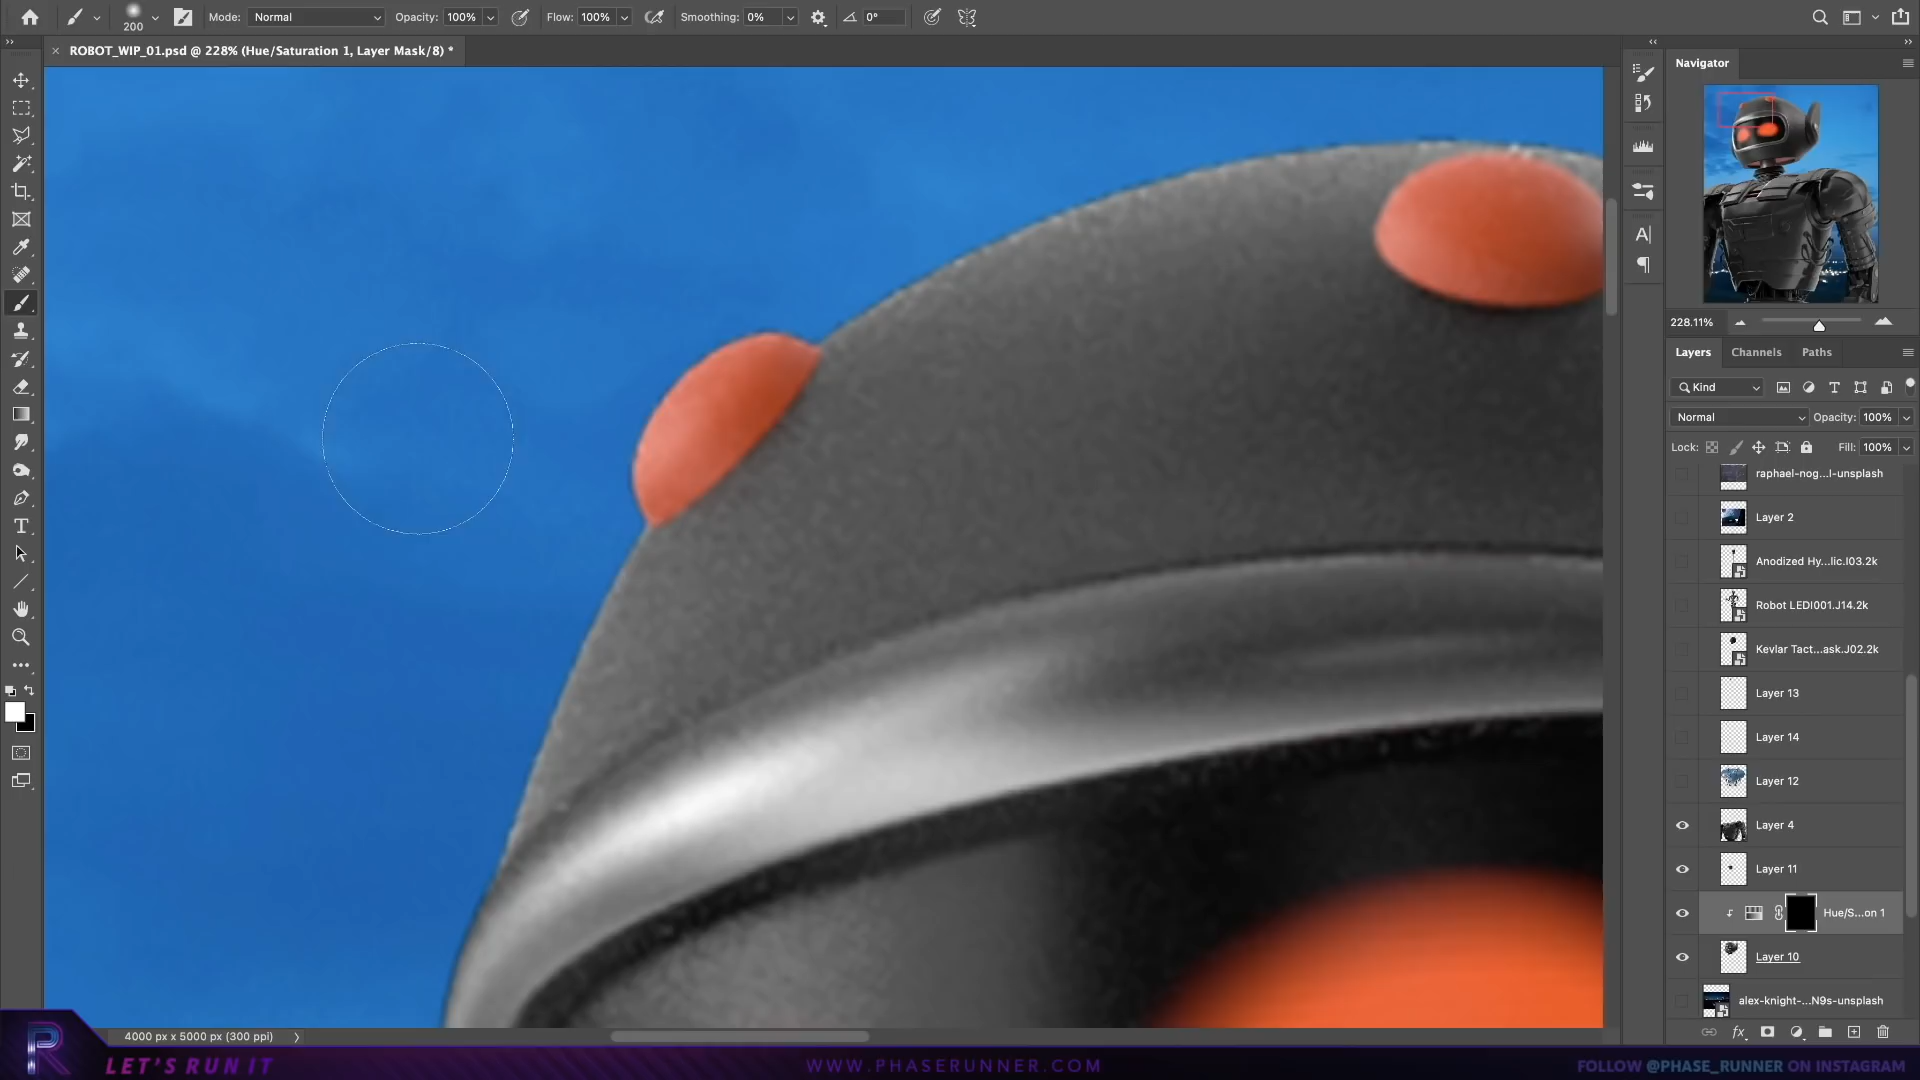 200
Mode: Normal
Opacity: 100%
Flow: 100%
Smoothing: 0%
0°
ROBOT_WIP_01.psd @ 228% (Hue/Saturation 1, Layer Mask/8) *
Navigator
228.11%
Layers Channels Paths
Kind
Normal
Opacity: 100%
Lock:
Fill: 100%
raphael-nog...l-unsplash
Layer 2
Anodized Hy...lic.I03.2k
Robot LEDI001.J14.2k
Kevlar Tact...ask.J02.2k
Layer 13
Layer 14
Layer 12
Layer 4
Layer 11
Hue/S...on 1
Layer 10
alex-knight-...N9s-unsplash
4000 px x 5000 px (300 ppi)
LET'S RUN IT
WWW.PHASERUNNER.COM
FOLLOW @PHASE_RUNNER ON INSTAGRAM